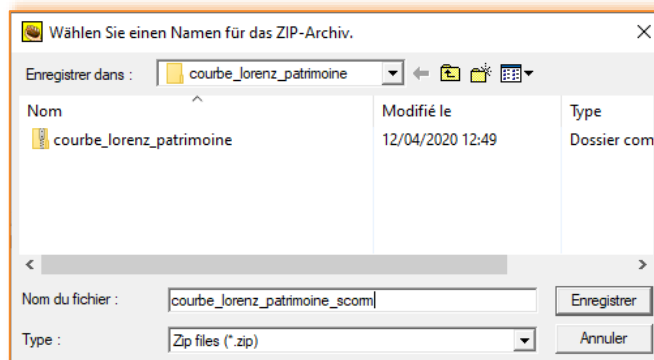 Wählen Sie einen Namen für das ZIP-Archiv.
Enregistrer dans : courbe_lorenz_patrimoine
Nom Modifié le Type
courbe_lorenz_patrimoine 12/04/2020 12:49 Dossier com
Nom du fichier : courbe_lorenz_patrimoine_scorm Enregistrer
Type : Zip files (*.zip) Annuler